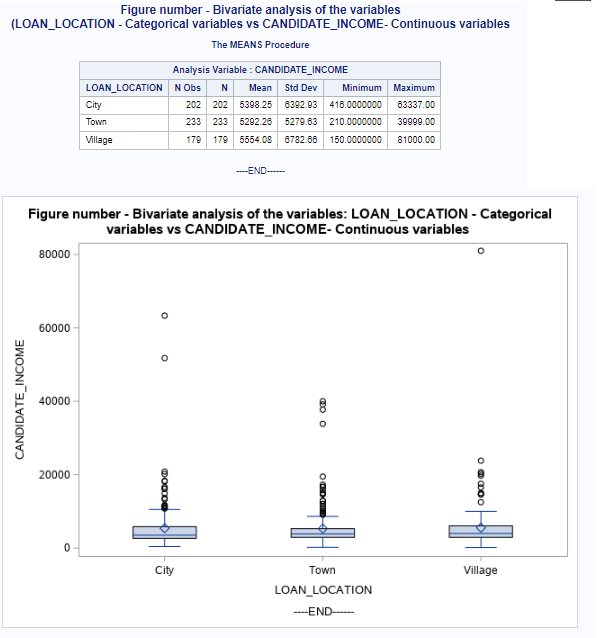 Figure number - Bivariate analysis of the variables
(LOAN_LOCATION - Categorical variables vs CANDIDATE_INCOME- Continuous variables
The MEANS Procedure
Analysis Variable : CANDIDATE_INCOME
LOAN_LOCATION N Obs N Mean Std Dev Minimum Maximum
City 202 202 5398.25 6392.93 416.0000000 63337.00
Town 233 233 5292.26 5279.63 210.0000000 39999.00
Village 179 179 5554.08 6782.66 150.0000000 81000.00
----END------
Figure number - Bivariate analysis of the variables: LOAN_LOCATION - Categorical
variables vs CANDIDATE_INCOME- Continuous variables
80000
60000
40000
20000
0
CANDIDATE_INCOME
City Town Village
LOAN_LOCATION
----END------